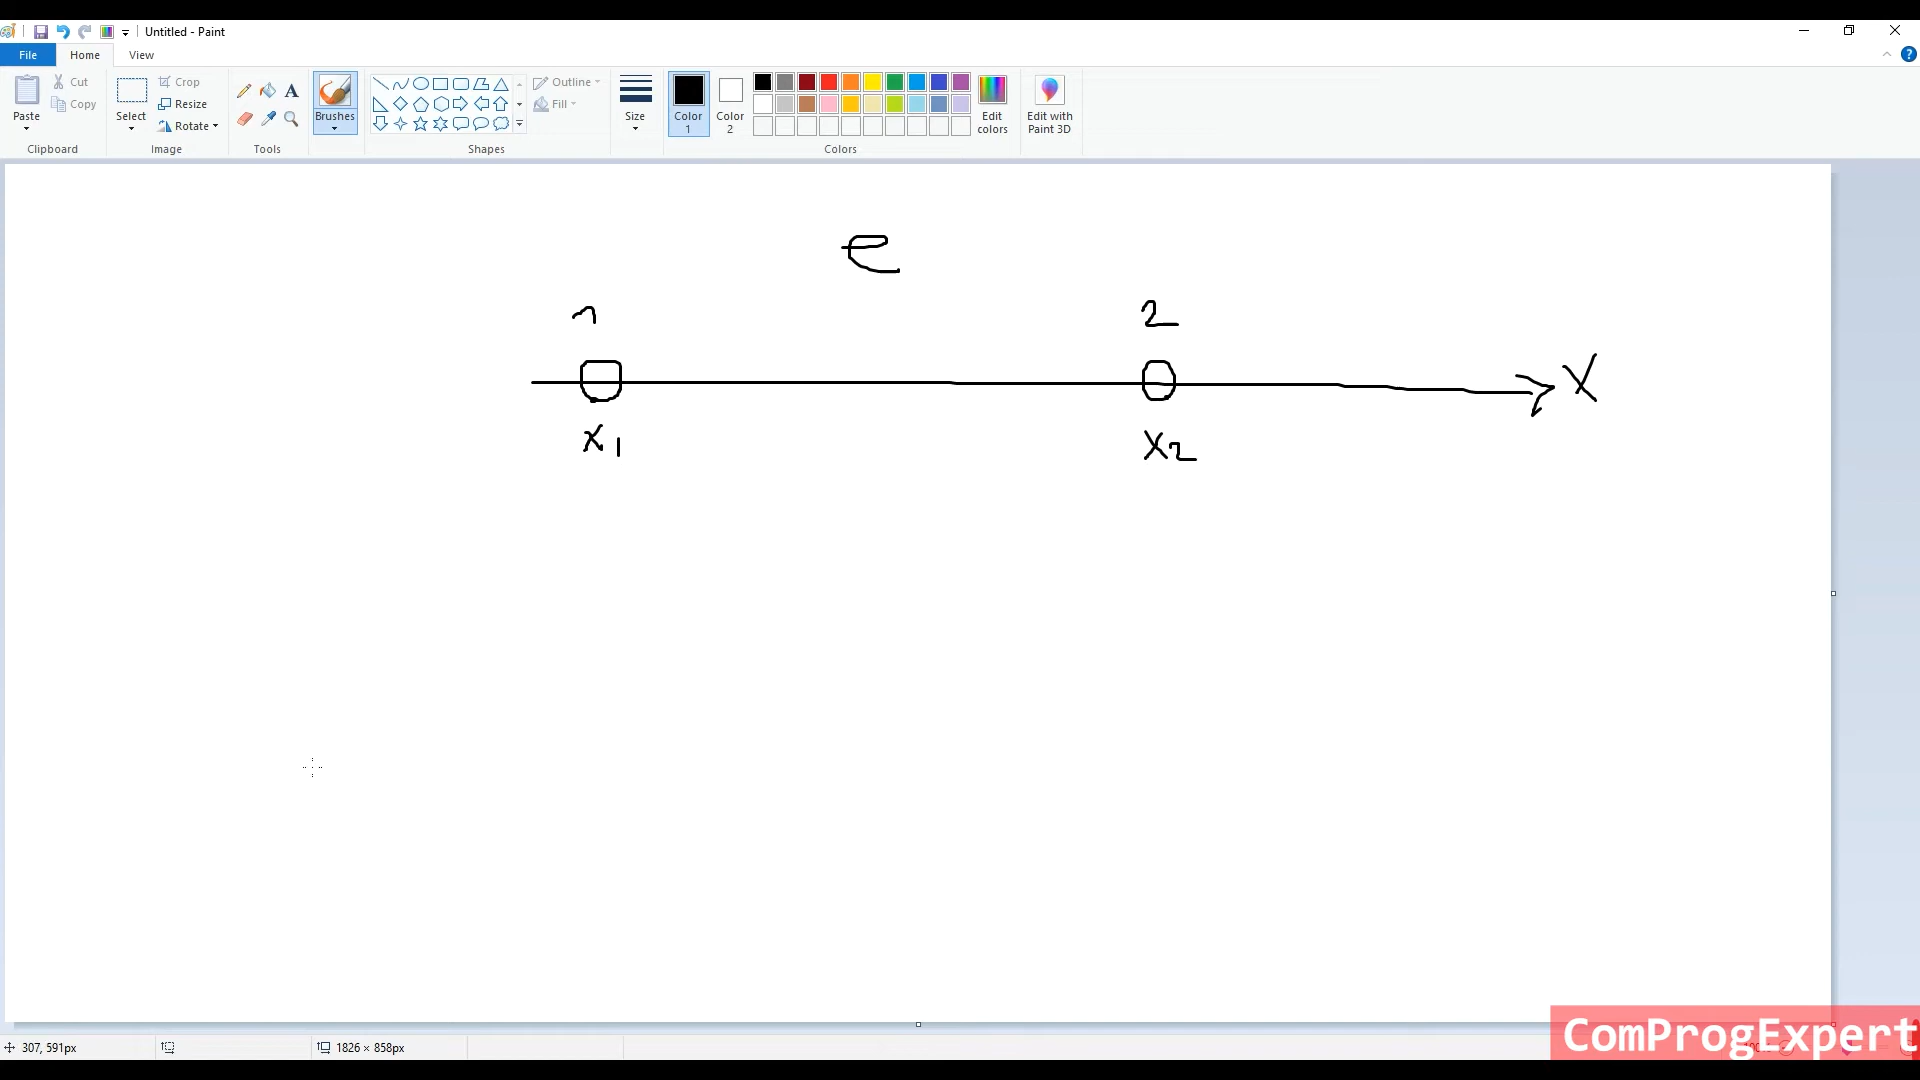 Untitled - Paint
File Home View
Paste
Cut
Copy
Clipboard
Select
Crop
Resize
Rotate
Image
Tools
Brushes
Shapes
Outline
Fill
Size
Color 1
Color 2
Edit colors
Colors
Edit with Paint 3D
e
1 2
X
x1 x2
307, 591px
1826 × 858px
ComProgExpert